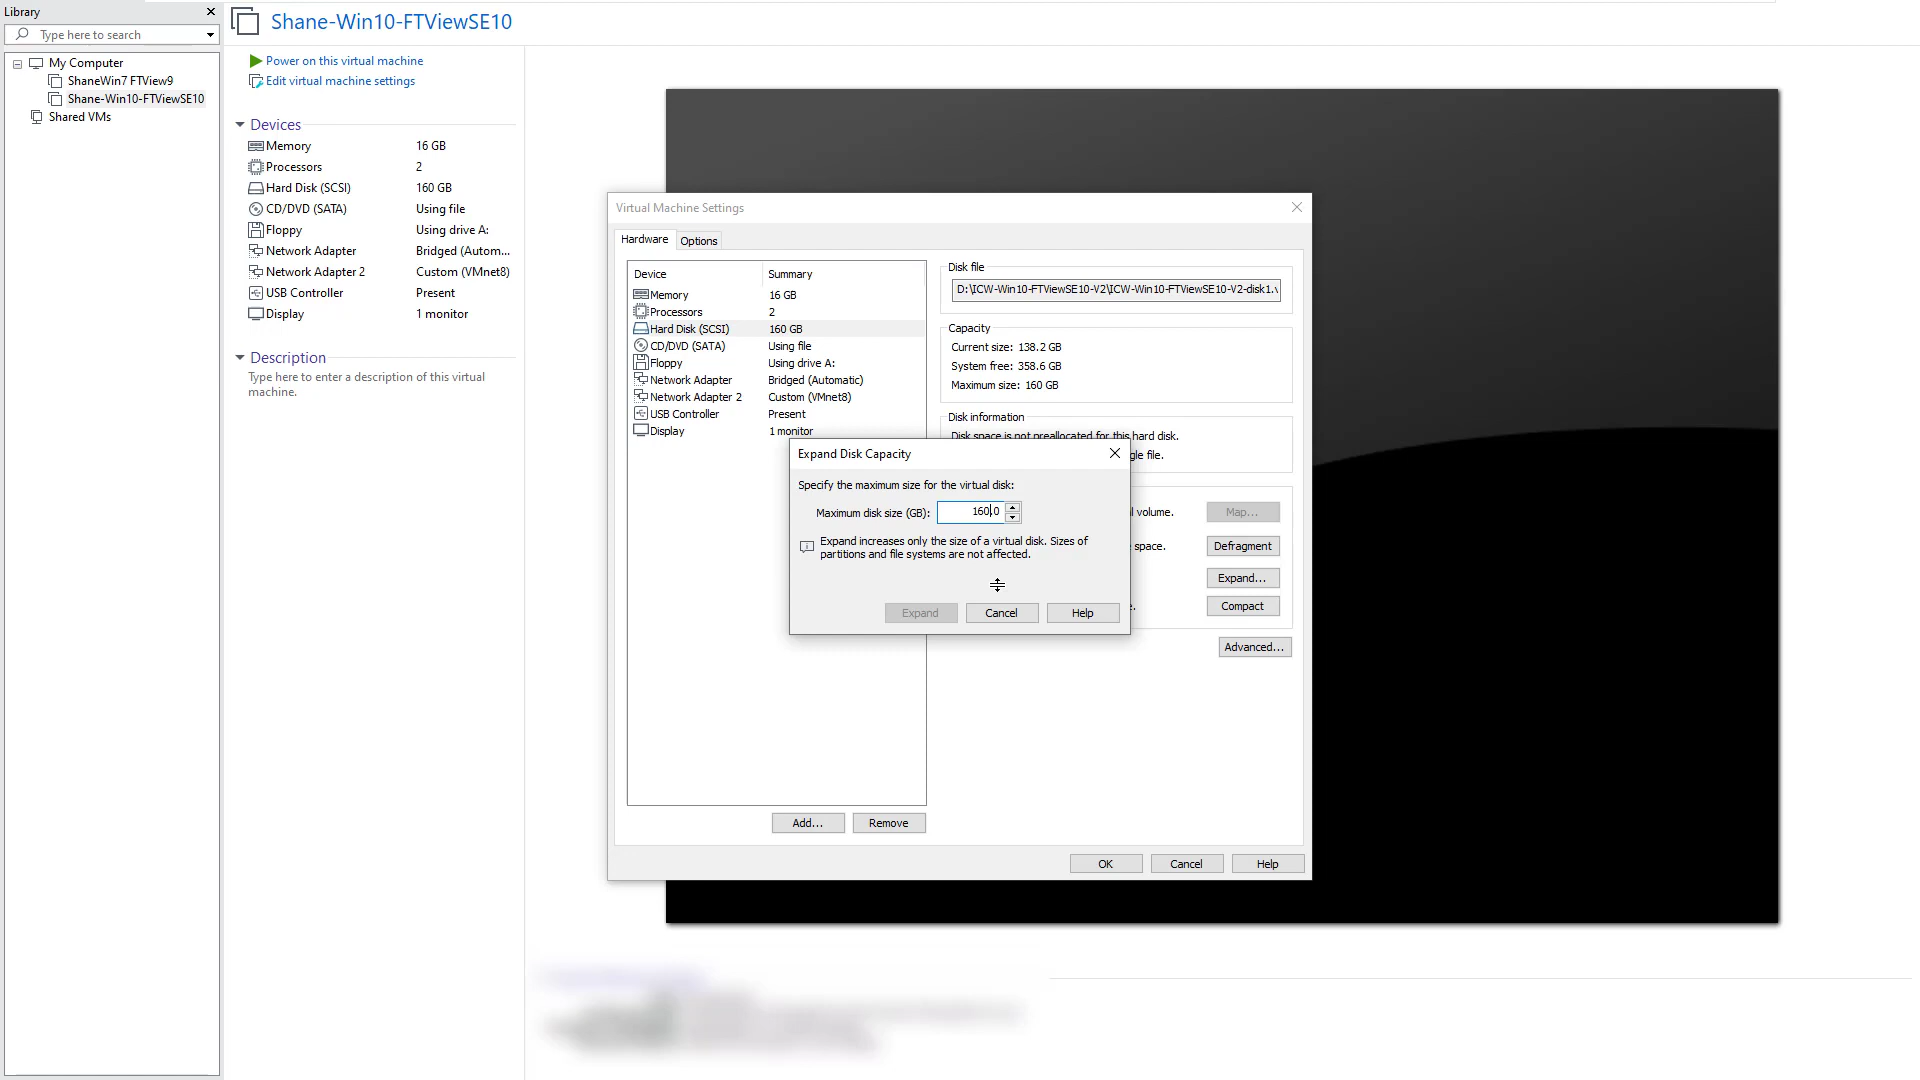 Library
Type here to search
My Computer
ShaneWin7 FTView9
Shane-Win10-FTViewSE10
Shared VMs
Shane-Win10-FTViewSE10
Power on this virtual machine
Edit virtual machine settings
Devices
Memory 16 GB
Processors 2
Hard Disk (SCSI) 160 GB
CD/DVD (SATA) Using file
Floppy Using drive A:
Network Adapter Bridged (Autom...
Network Adapter 2 Custom (VMnet8)
USB Controller Present
Display 1 monitor
Description
Type here to enter a description of this virtual
machine.
Virtual Machine Settings
Hardware Options
Device Summary
Memory 16 GB
Processors 2
Hard Disk (SCSI) 160 GB
CD/DVD (SATA) Using file
Floppy Using drive A:
Network Adapter Bridged (Automatic)
Network Adapter 2 Custom (VMnet8)
USB Controller Present
Display 1 monitor
Add... Remove
Disk file
D:\ICW-Win10-FTViewSE10-V2\ICW-Win10-FTViewSE10-V2-disk1.v
Capacity
Current size: 138.2 GB
System free: 358.6 GB
Maximum size: 160 GB
Disk information
Disk space is not preallocated for this hard disk.
gle file.
l volume. Map...
space. Defragment
Expand...
e. Compact
Advanced...
Expand Disk Capacity
Specify the maximum size for the virtual disk:
Maximum disk size (GB): 160.0
Expand increases only the size of a virtual disk. Sizes of
partitions and file systems are not affected.
Expand Cancel Help
OK Cancel Help